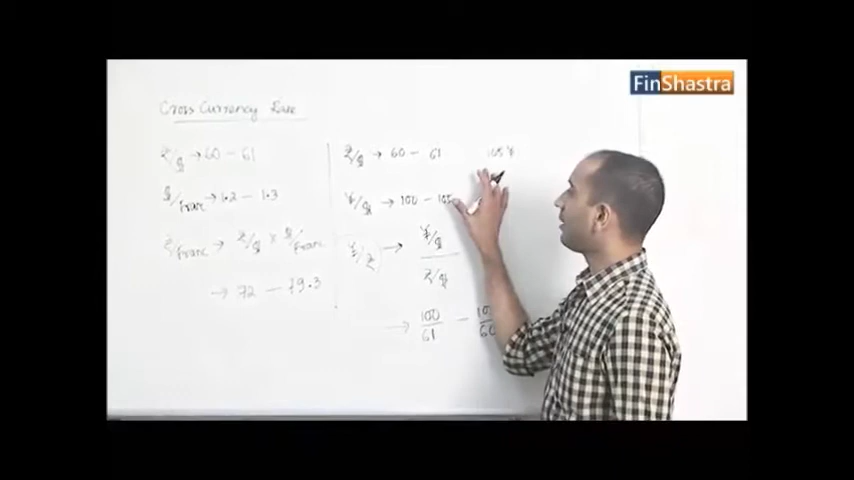 FinShastra
Cross Currency Rate
₹/$ → 60 - 61
$/Franc → 1.2 - 1.3
₹/Franc → ₹/$ × $/Franc
→ 72 - 79.3
₹/$ → 60 - 61
105 ¥
¥/$ → 100 - 105
¥/₹ → ¥/$
₹/$
→ 100/61 -
60